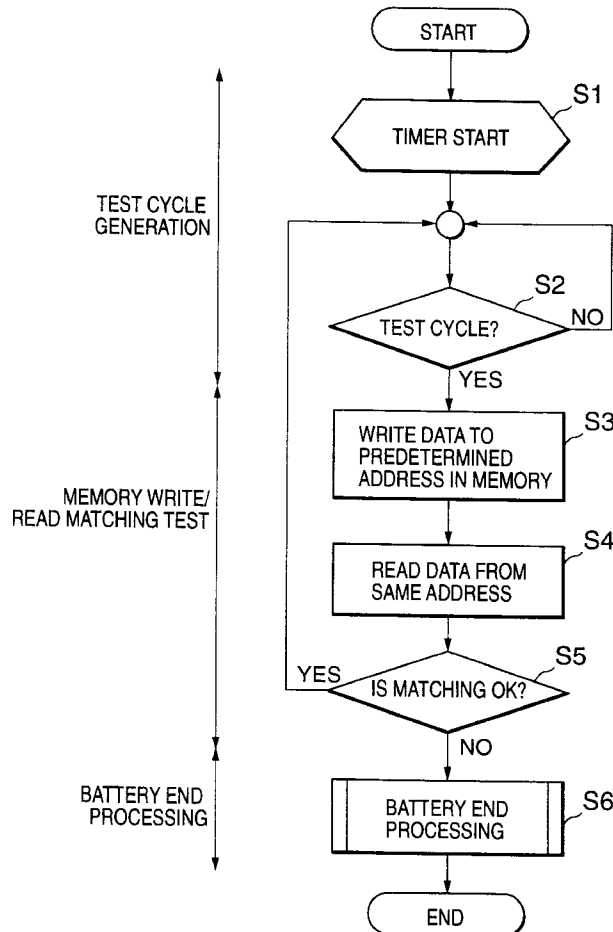 START
S1
TIMER START
TEST CYCLE
GENERATION
S2
TEST CYCLE?
NO
YES
S3
WRITE DATA TO
PREDETERMINED
ADDRESS IN MEMORY
MEMORY WRITE/
READ MATCHING TEST
S4
READ DATA FROM
SAME ADDRESS
S5
YES
IS MATCHING OK?
NO
S6
BATTERY END
PROCESSING
BATTERY END
PROCESSING
END